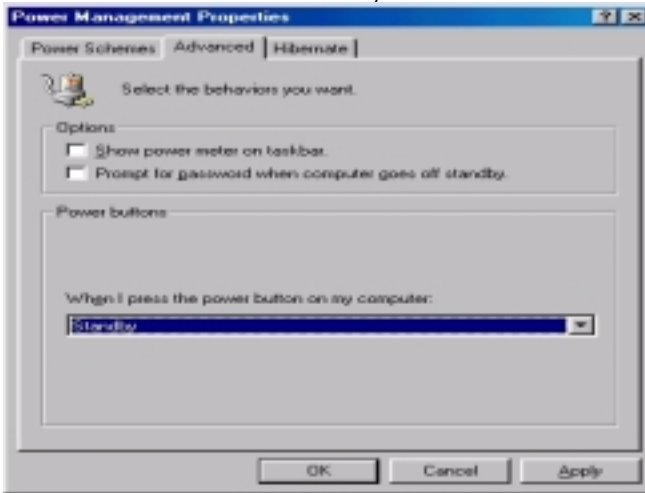 Power Management Properties
Power Schemes Advanced Hibernate
Select the behaviors you want.
Options
Show power meter on taskbar.
Prompt for password when computer goes off standby.
Power buttons
When I press the power button on my computer:
Standby
OK Cancel Apply